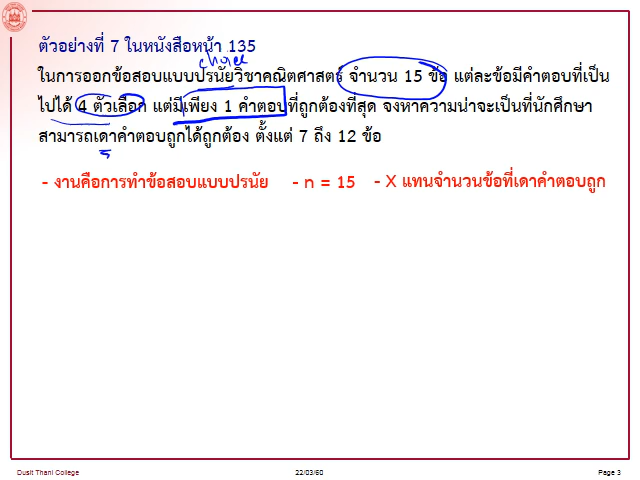 ตัวอย่างที่ 7 ในหนังสือหน้า 135
choice
ในการออกข้อสอบแบบปรนัยวิชาคณิตศาสตร์ จำนวน 15 ข้อ แต่ละข้อมีคำตอบที่เป็น
ไปได้ 4 ตัวเลือก แต่มีเพียง 1 คำตอบที่ถูกต้องที่สุด จงหาความน่าจะเป็นที่นักศึกษา
สามารถเดาคำตอบถูกได้ถูกต้อง ตั้งแต่ 7 ถึง 12 ข้อ
- งานคือการทำข้อสอบแบบปรนัย - n = 15 - X แทนจำนวนข้อที่เดาคำตอบถูก
Dusit Thani College 22/03/60 Page 3